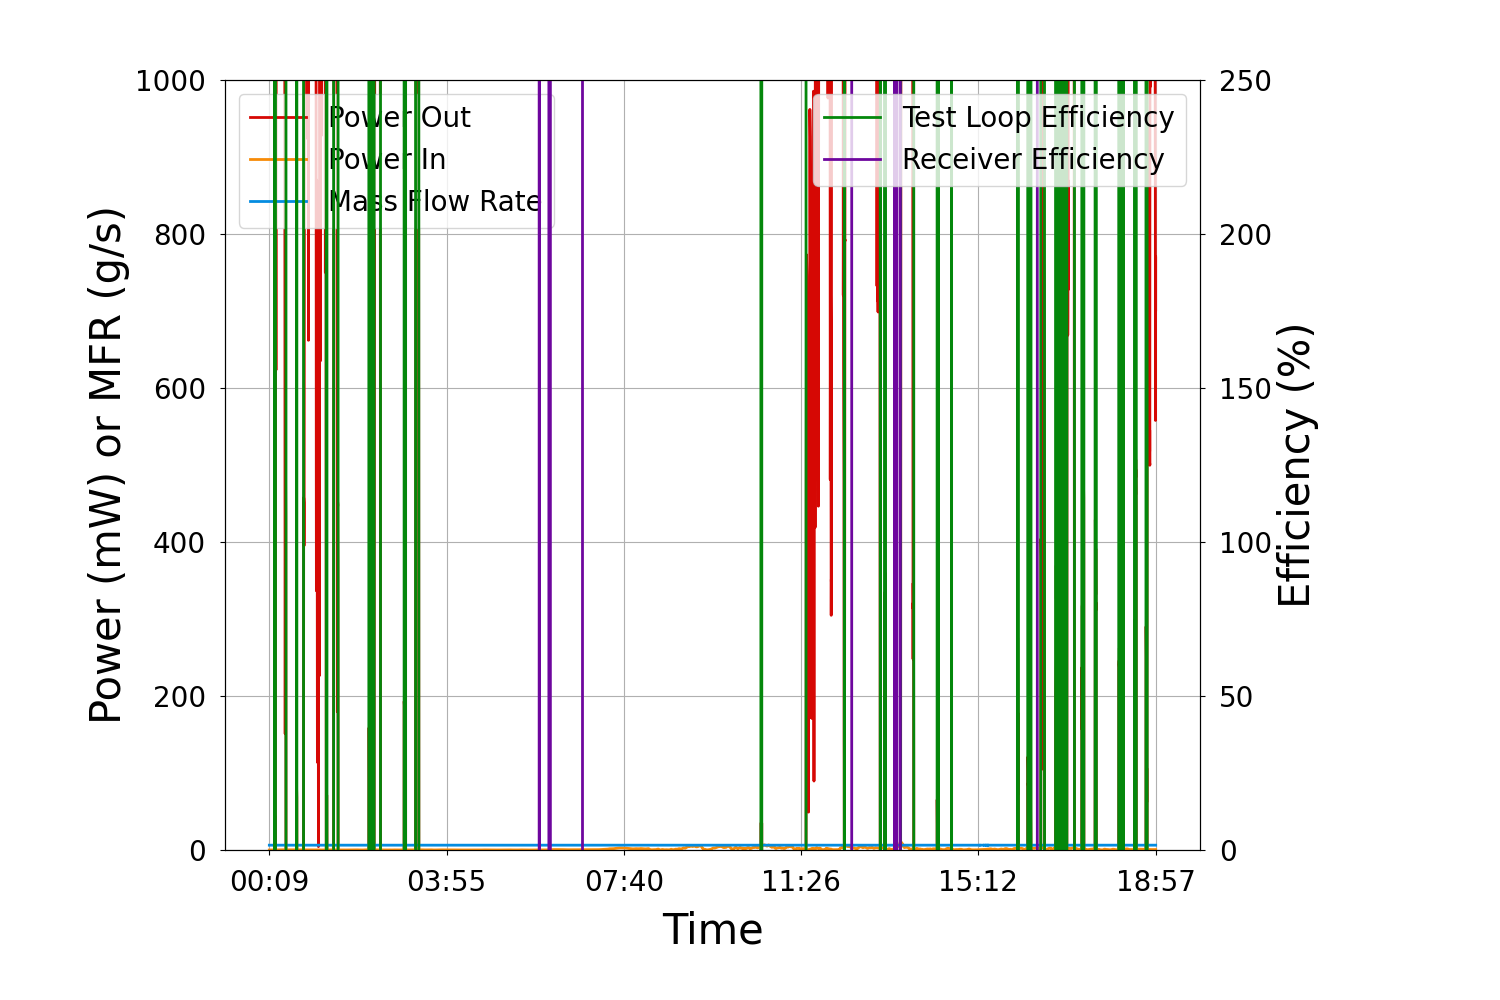 1000
800
600
400
200
0
Power (mW) or MFR (g/s)
Power Out
Power In
Mass Flow Rate
Test Loop Efficiency
Receiver Efficiency
250
200
150
100
50
0
Efficiency (%)
00:09 03:55 07:40 11:26 15:12 18:57
Time